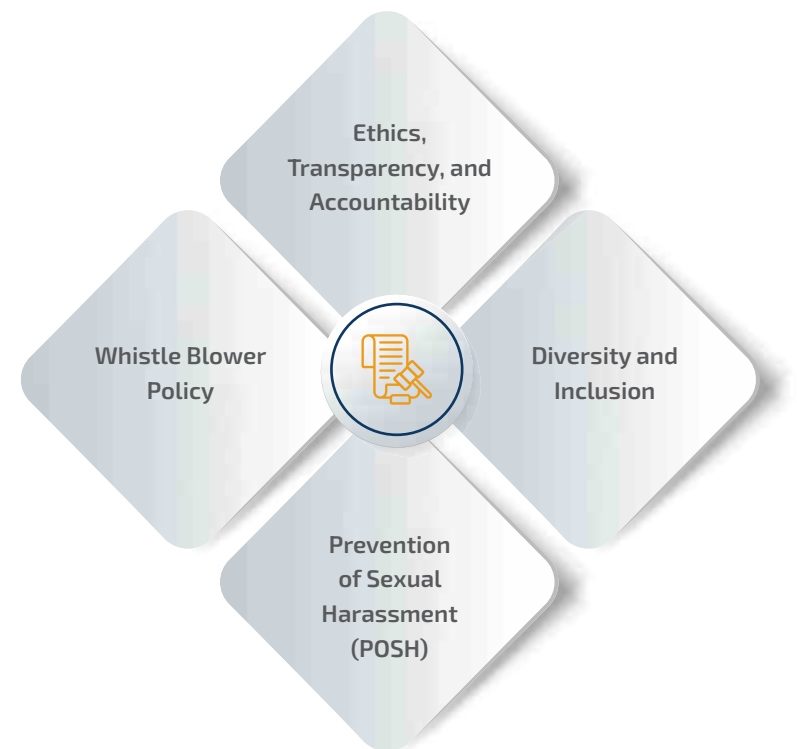 Ethics,
Transparency, and
Accountability
Whistle Blower
Policy
Diversity and
Inclusion
Prevention
of Sexual
Harassment
(POSH)